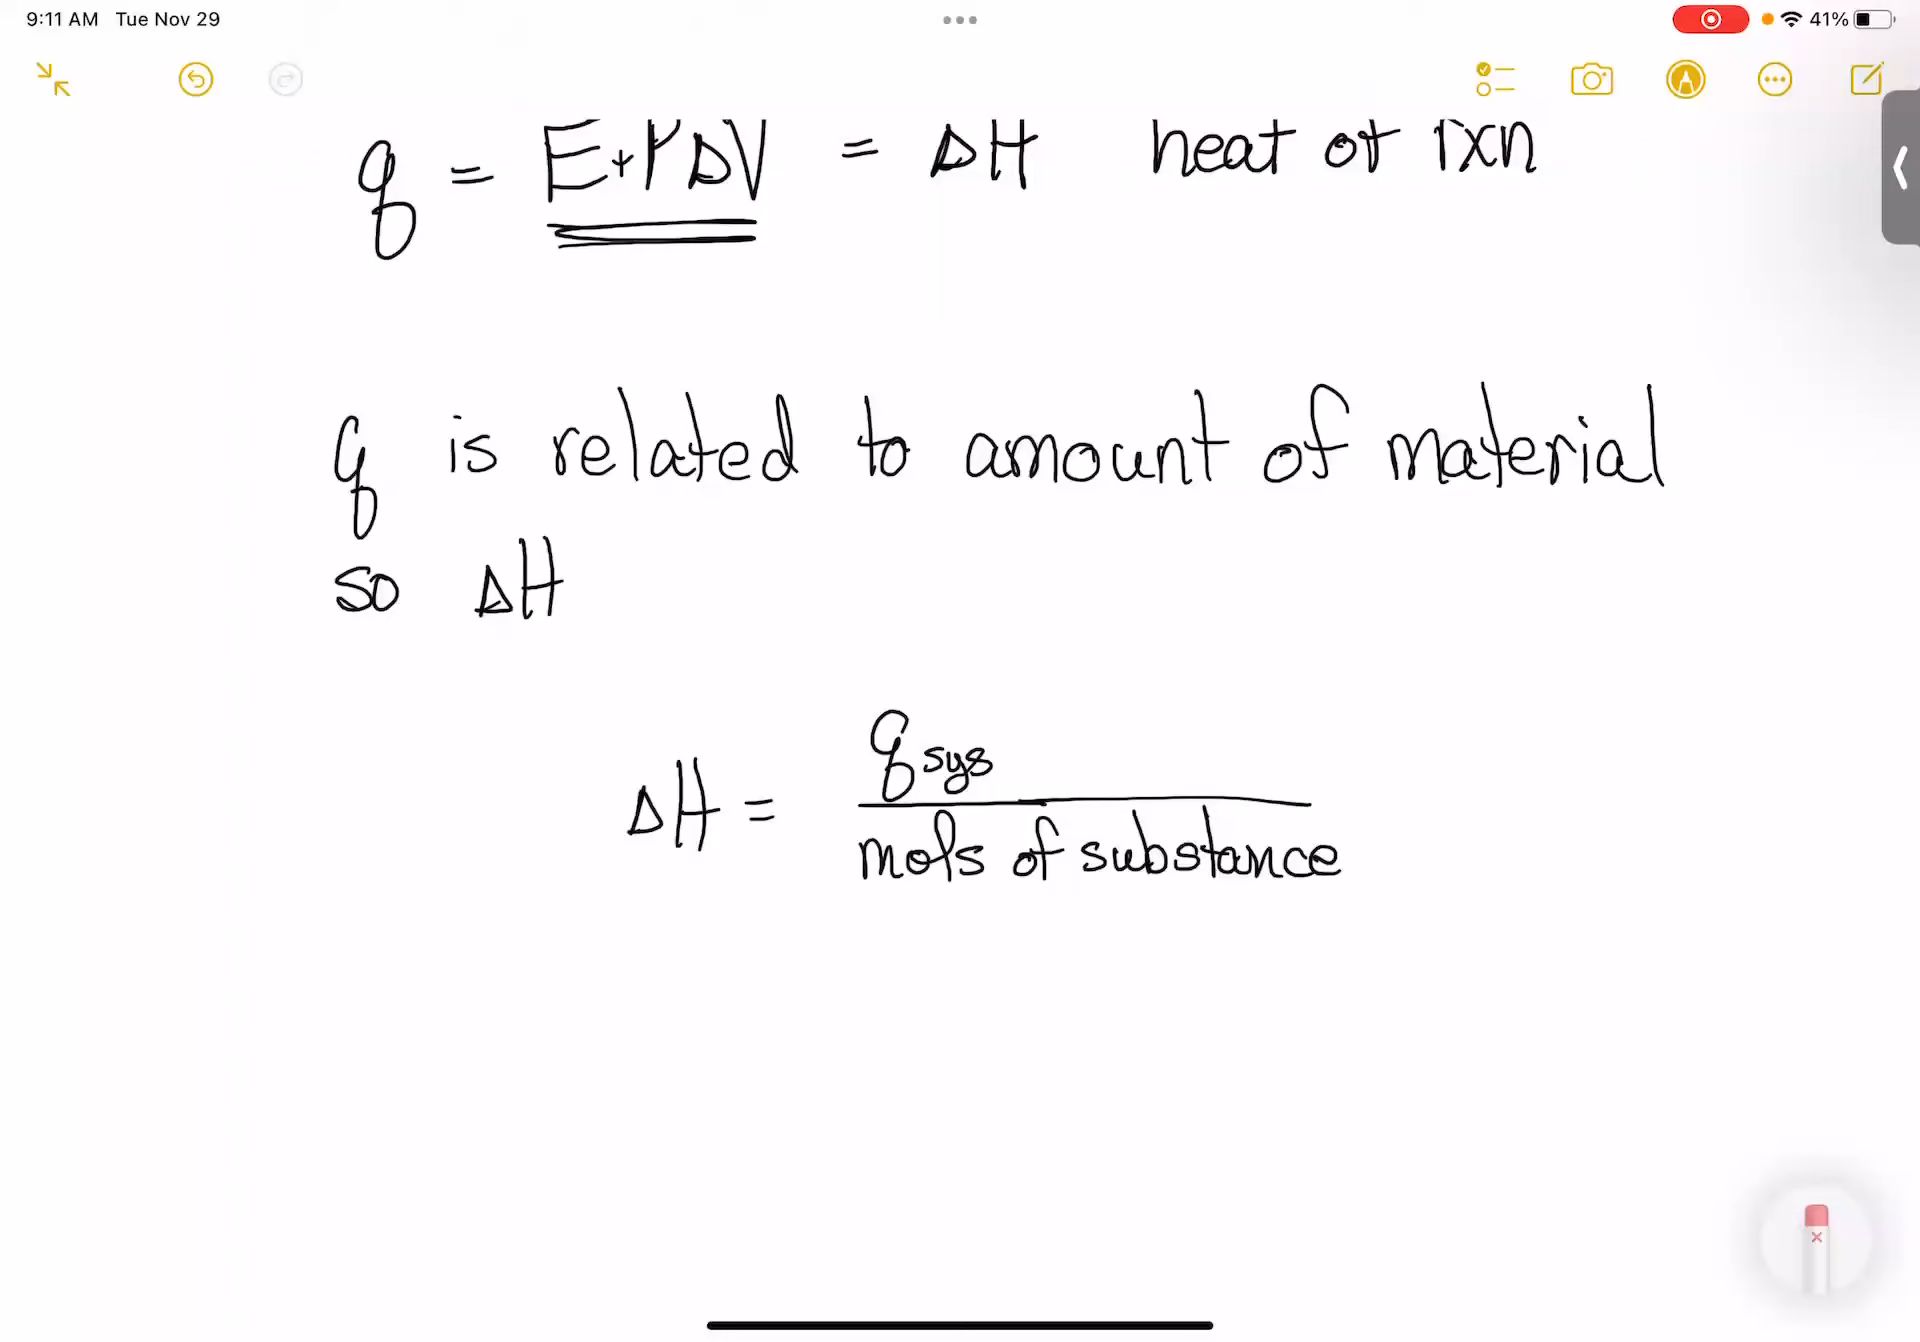 9:11 AM Tue Nov 29
41%
q = E+PΔV = ΔH heat of rxn
q is related to amount of material
so ΔH
ΔH = q sys
mols of substance